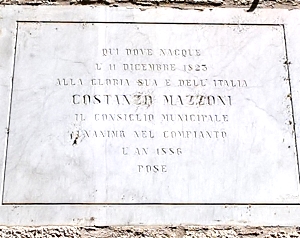 QUI DOVE NACQUE
L'11 DICEMBRE 1823
ALLA GLORIA SUA E DELL'ITALIA
COSTANZO MAZZONI
IL CONSIGLIO MUNICIPALE
UNANIME NEL COMPIANTO
L'AN 1886
POSE